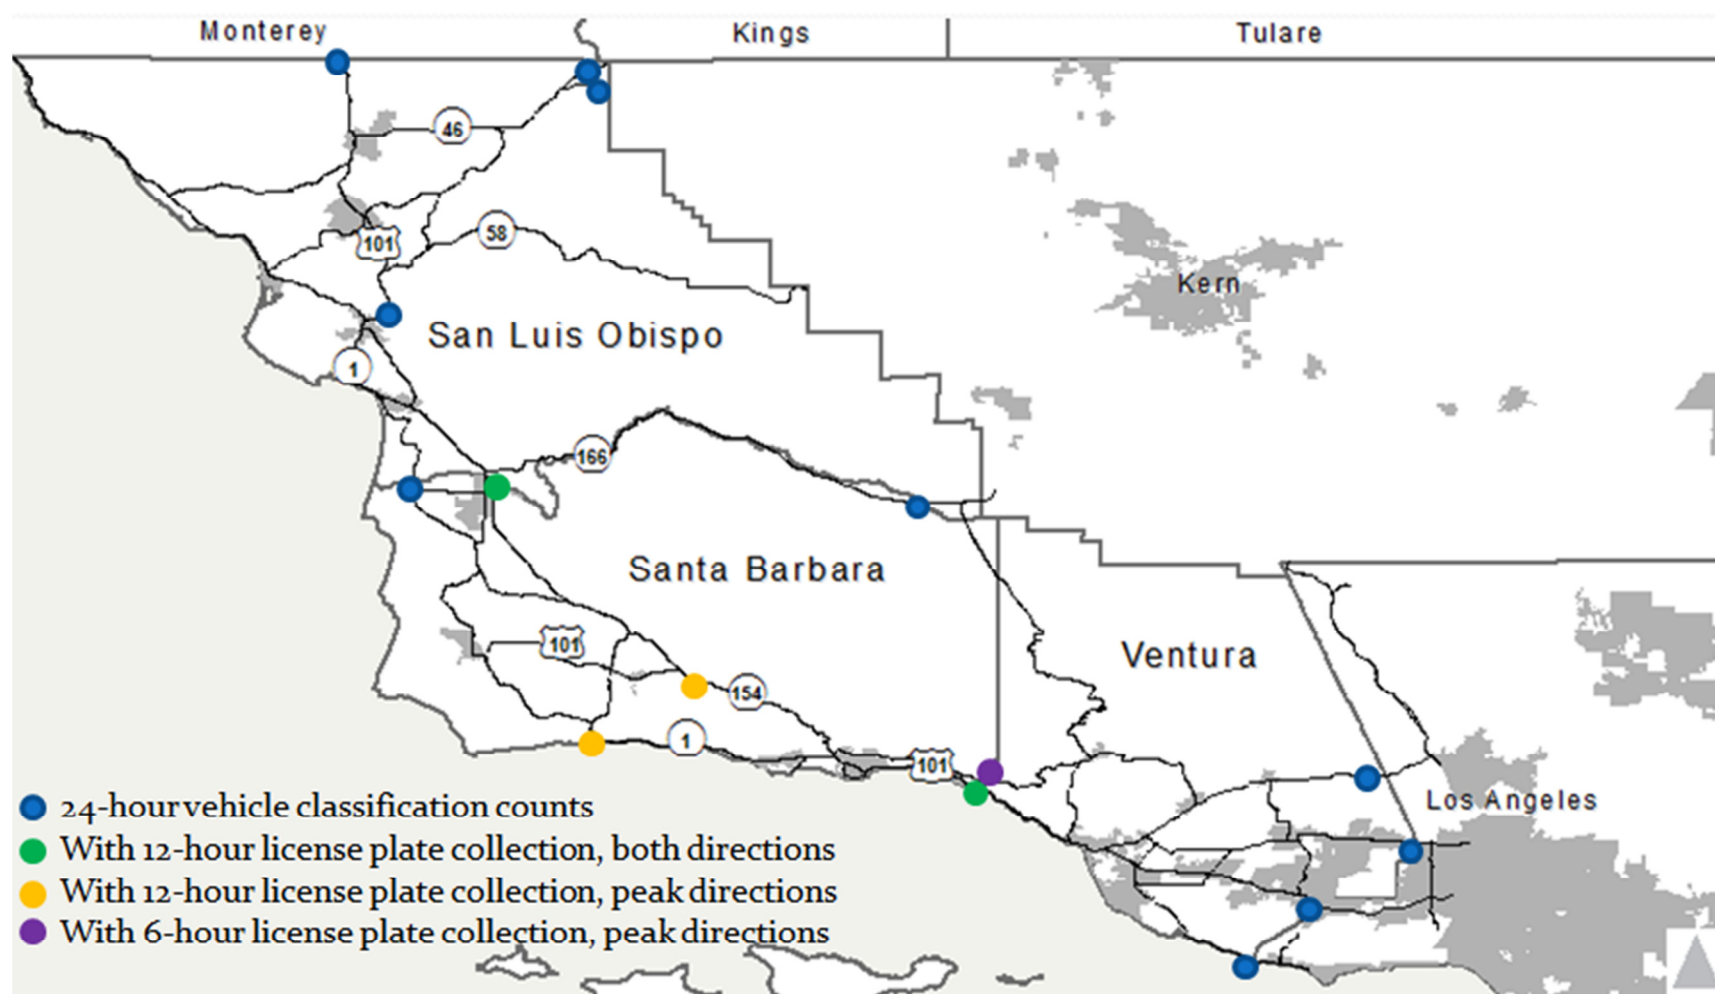 Monterey
Kings
Tulare
46
101
58
Kern
San Luis Obispo
1
166
Santa Barbara
101
Ventura
154
1
101
Los Angeles
24-hour vehicle classification counts
With 12-hour license plate collection, both directions
With 12-hour license plate collection, peak directions
With 6-hour license plate collection, peak directions